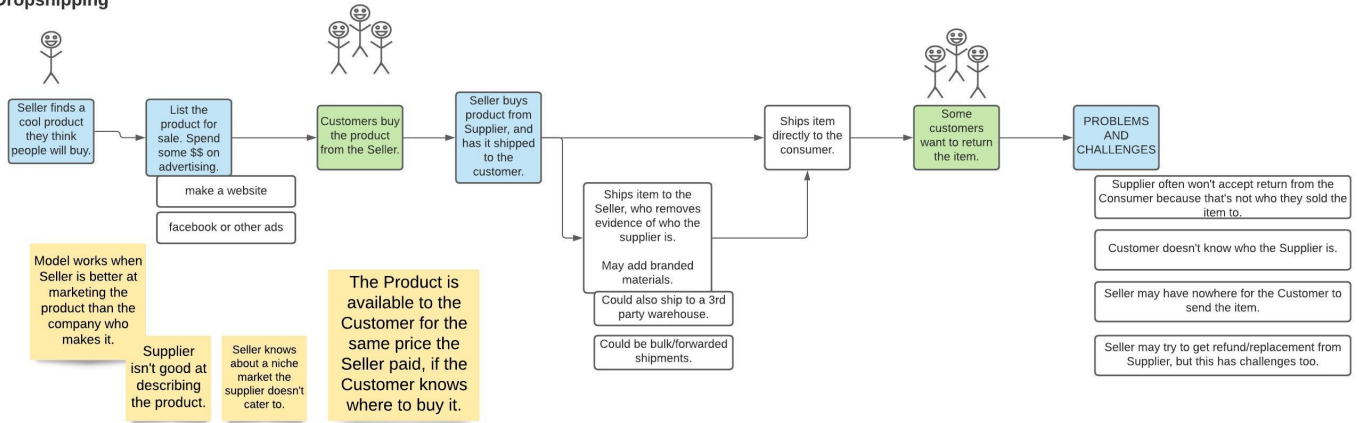 Dropshipping
Seller finds a
cool product
they think
people will buy.
List the
product for
sale. Spend
some $$ on
advertising.
make a website
facebook or other ads
Customers buy
the product
from the Seller.
Seller buys
product from
Supplier, and
has it shipped
to the
customer.
Ships item to the
Seller, who removes
evidence of who the
supplier is.
May add branded
materials.
Could also ship to a 3rd
party warehouse.
Could be bulk/forwarded
shipments.
Ships item
directly to the
consumer.
Some
customers
want to return
the item.
PROBLEMS
AND
CHALLENGES
Supplier often won't accept return from the
Consumer because that's not who they sold the
item to.
Customer doesn't know who the Supplier is.
Seller may have nowhere for the Customer to
send the item.
Seller may try to get refund/replacement from
Supplier, but this has challenges too.
Model works when
Seller is better at
marketing the
product than the
company who
makes it.
Supplier
isn't good at
describing
the product.
Seller knows
about a niche
market the
supplier doesn't
cater to.
The Product is
available to the
Customer for the
same price the
Seller paid, if the
Customer knows
where to buy it.